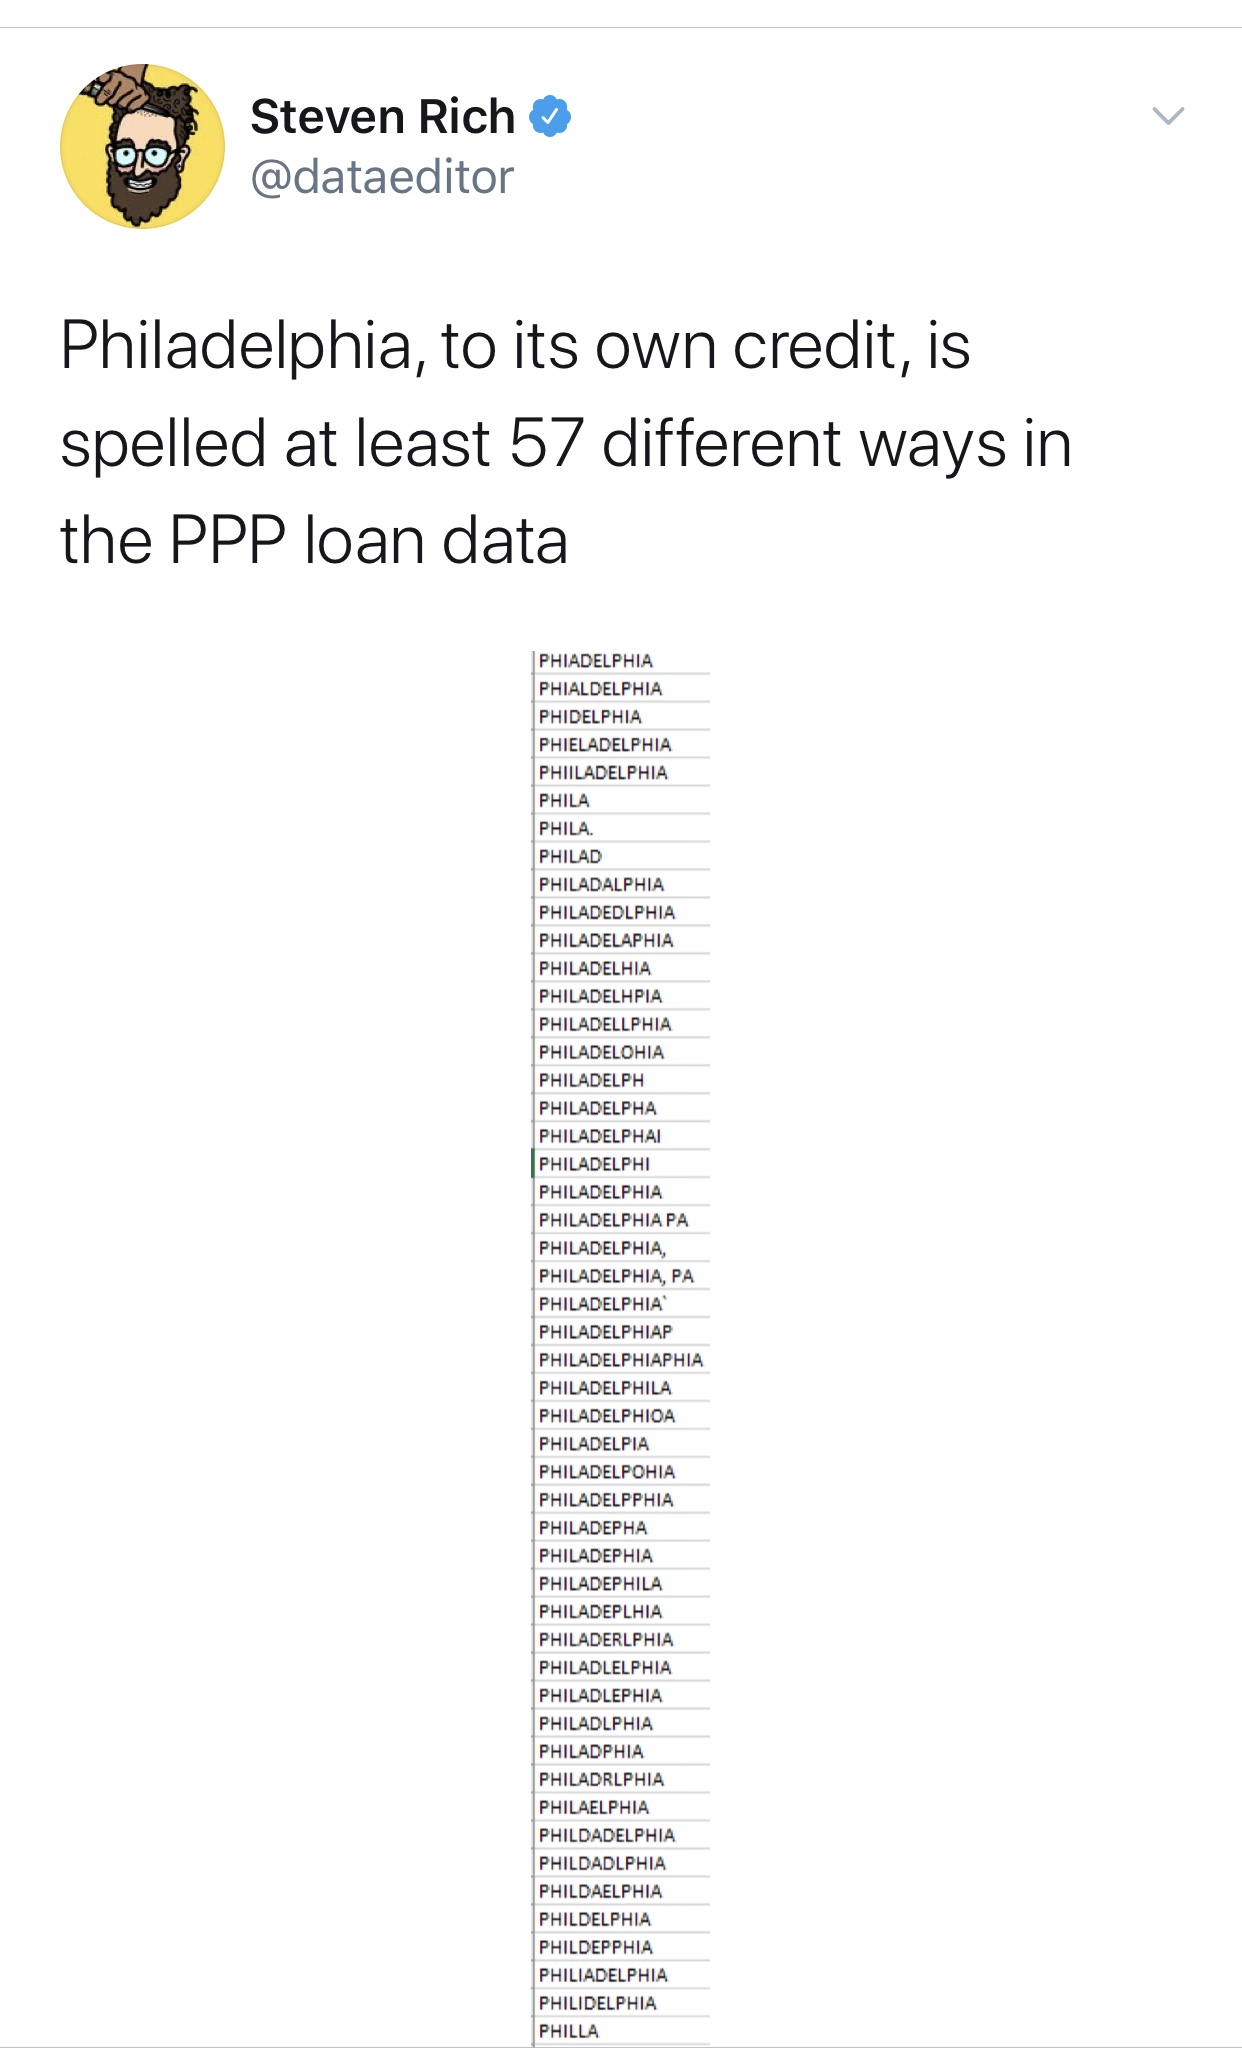 Steven Rich
@dataeditor
Philadelphia, to its own credit, is
spelled at least 57 different ways in
the PPP loan data
PHIADELPHIA
PHIALDELPHIA
PHIDELPHIA
PHIELADELPHIA
PHIILADELPHIA
PHILA
PHILA.
PHILAD
PHILADALPHIA
PHILADEDLPHIA
PHILADELAPHIA
PHILADELHIA
PHILADELHPIA
PHILADELLPHIA
PHILADELOHIA
PHILADELPH
PHILADELPHA
PHILADELPHAI
PHILADELPHI
PHILADELPHIA
PHILADELPHIA PA
PHILADELPHIA,
PHILADELPHIA, PA
PHILADELPHIA`
PHILADELPHIAP
PHILADELPHIAPHIA
PHILADELPHILA
PHILADELPHIOA
PHILADELPIA
PHILADELPOHIA
PHILADELPPHIA
PHILADEPHA
PHILADEPHIA
PHILADEPHILA
PHILADEPLHIA
PHILADERLPHIA
PHILADLELPHIA
PHILADLEPHIA
PHILADLPHIA
PHILADPHIA
PHILADRLPHIA
PHILAELPHIA
PHILDADELPHIA
PHILDADLPHIA
PHILDAELPHIA
PHILDELPHIA
PHILDEPPHIA
PHILIADELPHIA
PHILIDELPHIA
PHILLA